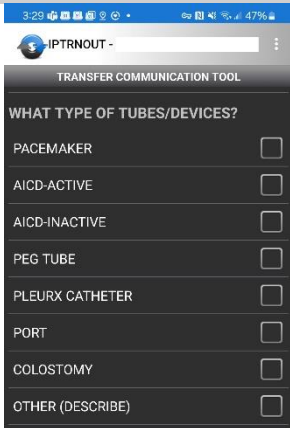 3:29 47%
IPTRNOUT -
TRANSFER COMMUNICATION TOOL
WHAT TYPE OF TUBES/DEVICES?
PACEMAKER
AICD-ACTIVE
AICD-INACTIVE
PEG TUBE
PLEURX CATHETER
PORT
COLOSTOMY
OTHER (DESCRIBE)